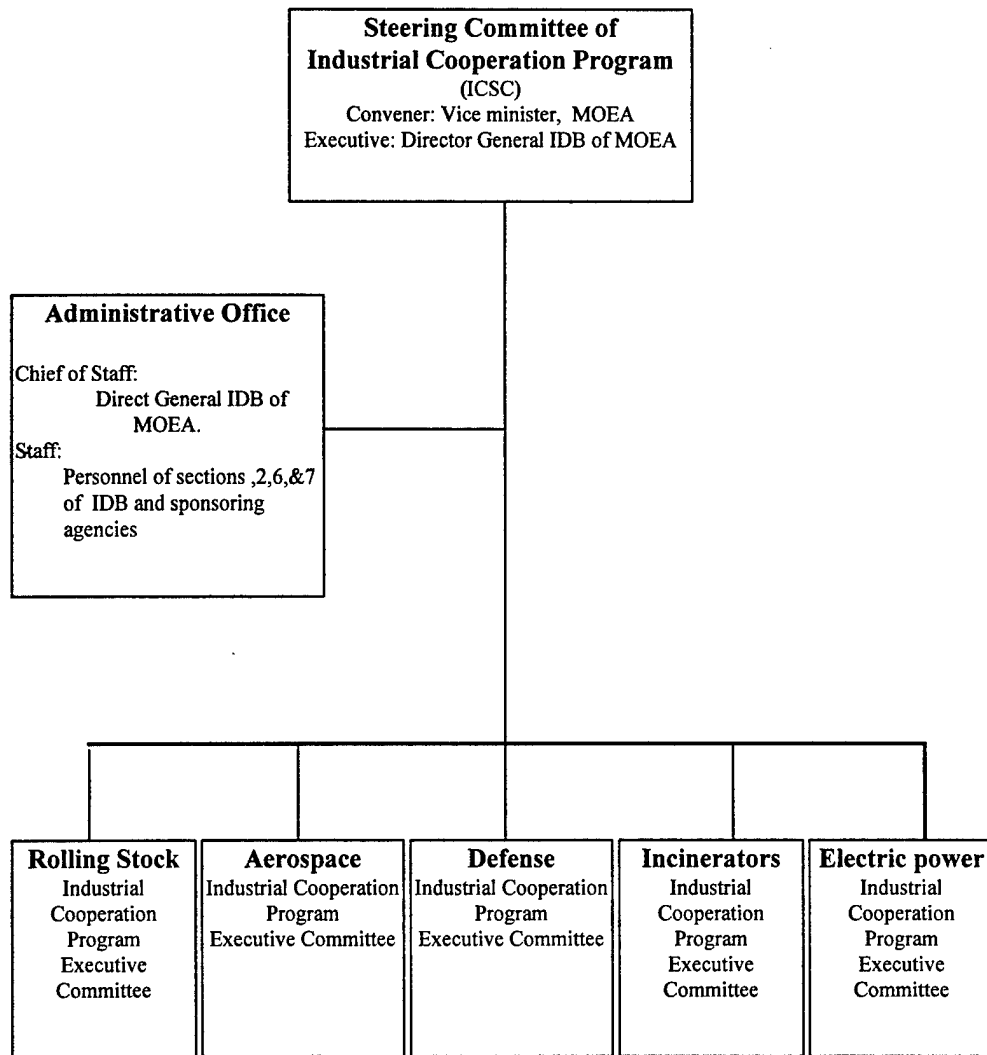 Steering Committee of
Industrial Cooperation Program
(ICSC)
Convener: Vice minister, MOEA
Executive: Director General IDB of MOEA
Administrative Office
Chief of Staff:
Direct General IDB of
MOEA.
Staff:
Personnel of sections ,2,6,&7
of IDB and sponsoring
agencies
Rolling Stock
Industrial
Cooperation
Program
Executive
Committee
Aerospace
Industrial Cooperation
Program
Executive Committee
Defense
Industrial Cooperation
Program
Executive Committee
Incinerators
Industrial
Cooperation
Program
Executive
Committee
Electric power
Industrial
Cooperation
Program
Executive
Committee